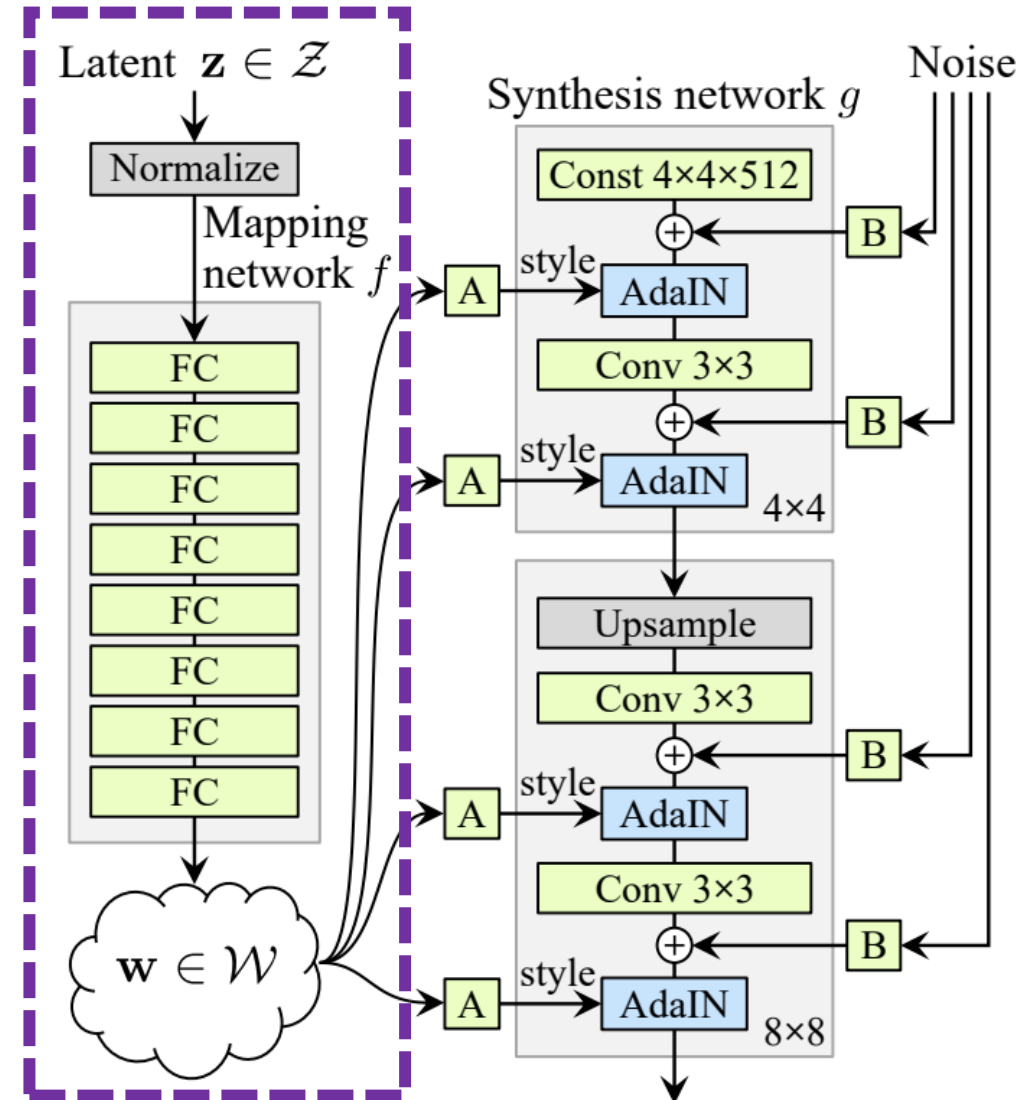 Latent z ∈ 𝒵
Normalize
Mapping
network f
FC
FC
FC
FC
FC
FC
FC
FC
w ∈ 𝒲
Synthesis network g
Noise
Const 4×4×512
+
B
A
style
AdaIN
Conv 3×3
+
B
A
style
AdaIN
4×4
Upsample
Conv 3×3
+
B
A
style
AdaIN
Conv 3×3
+
B
A
style
AdaIN
8×8